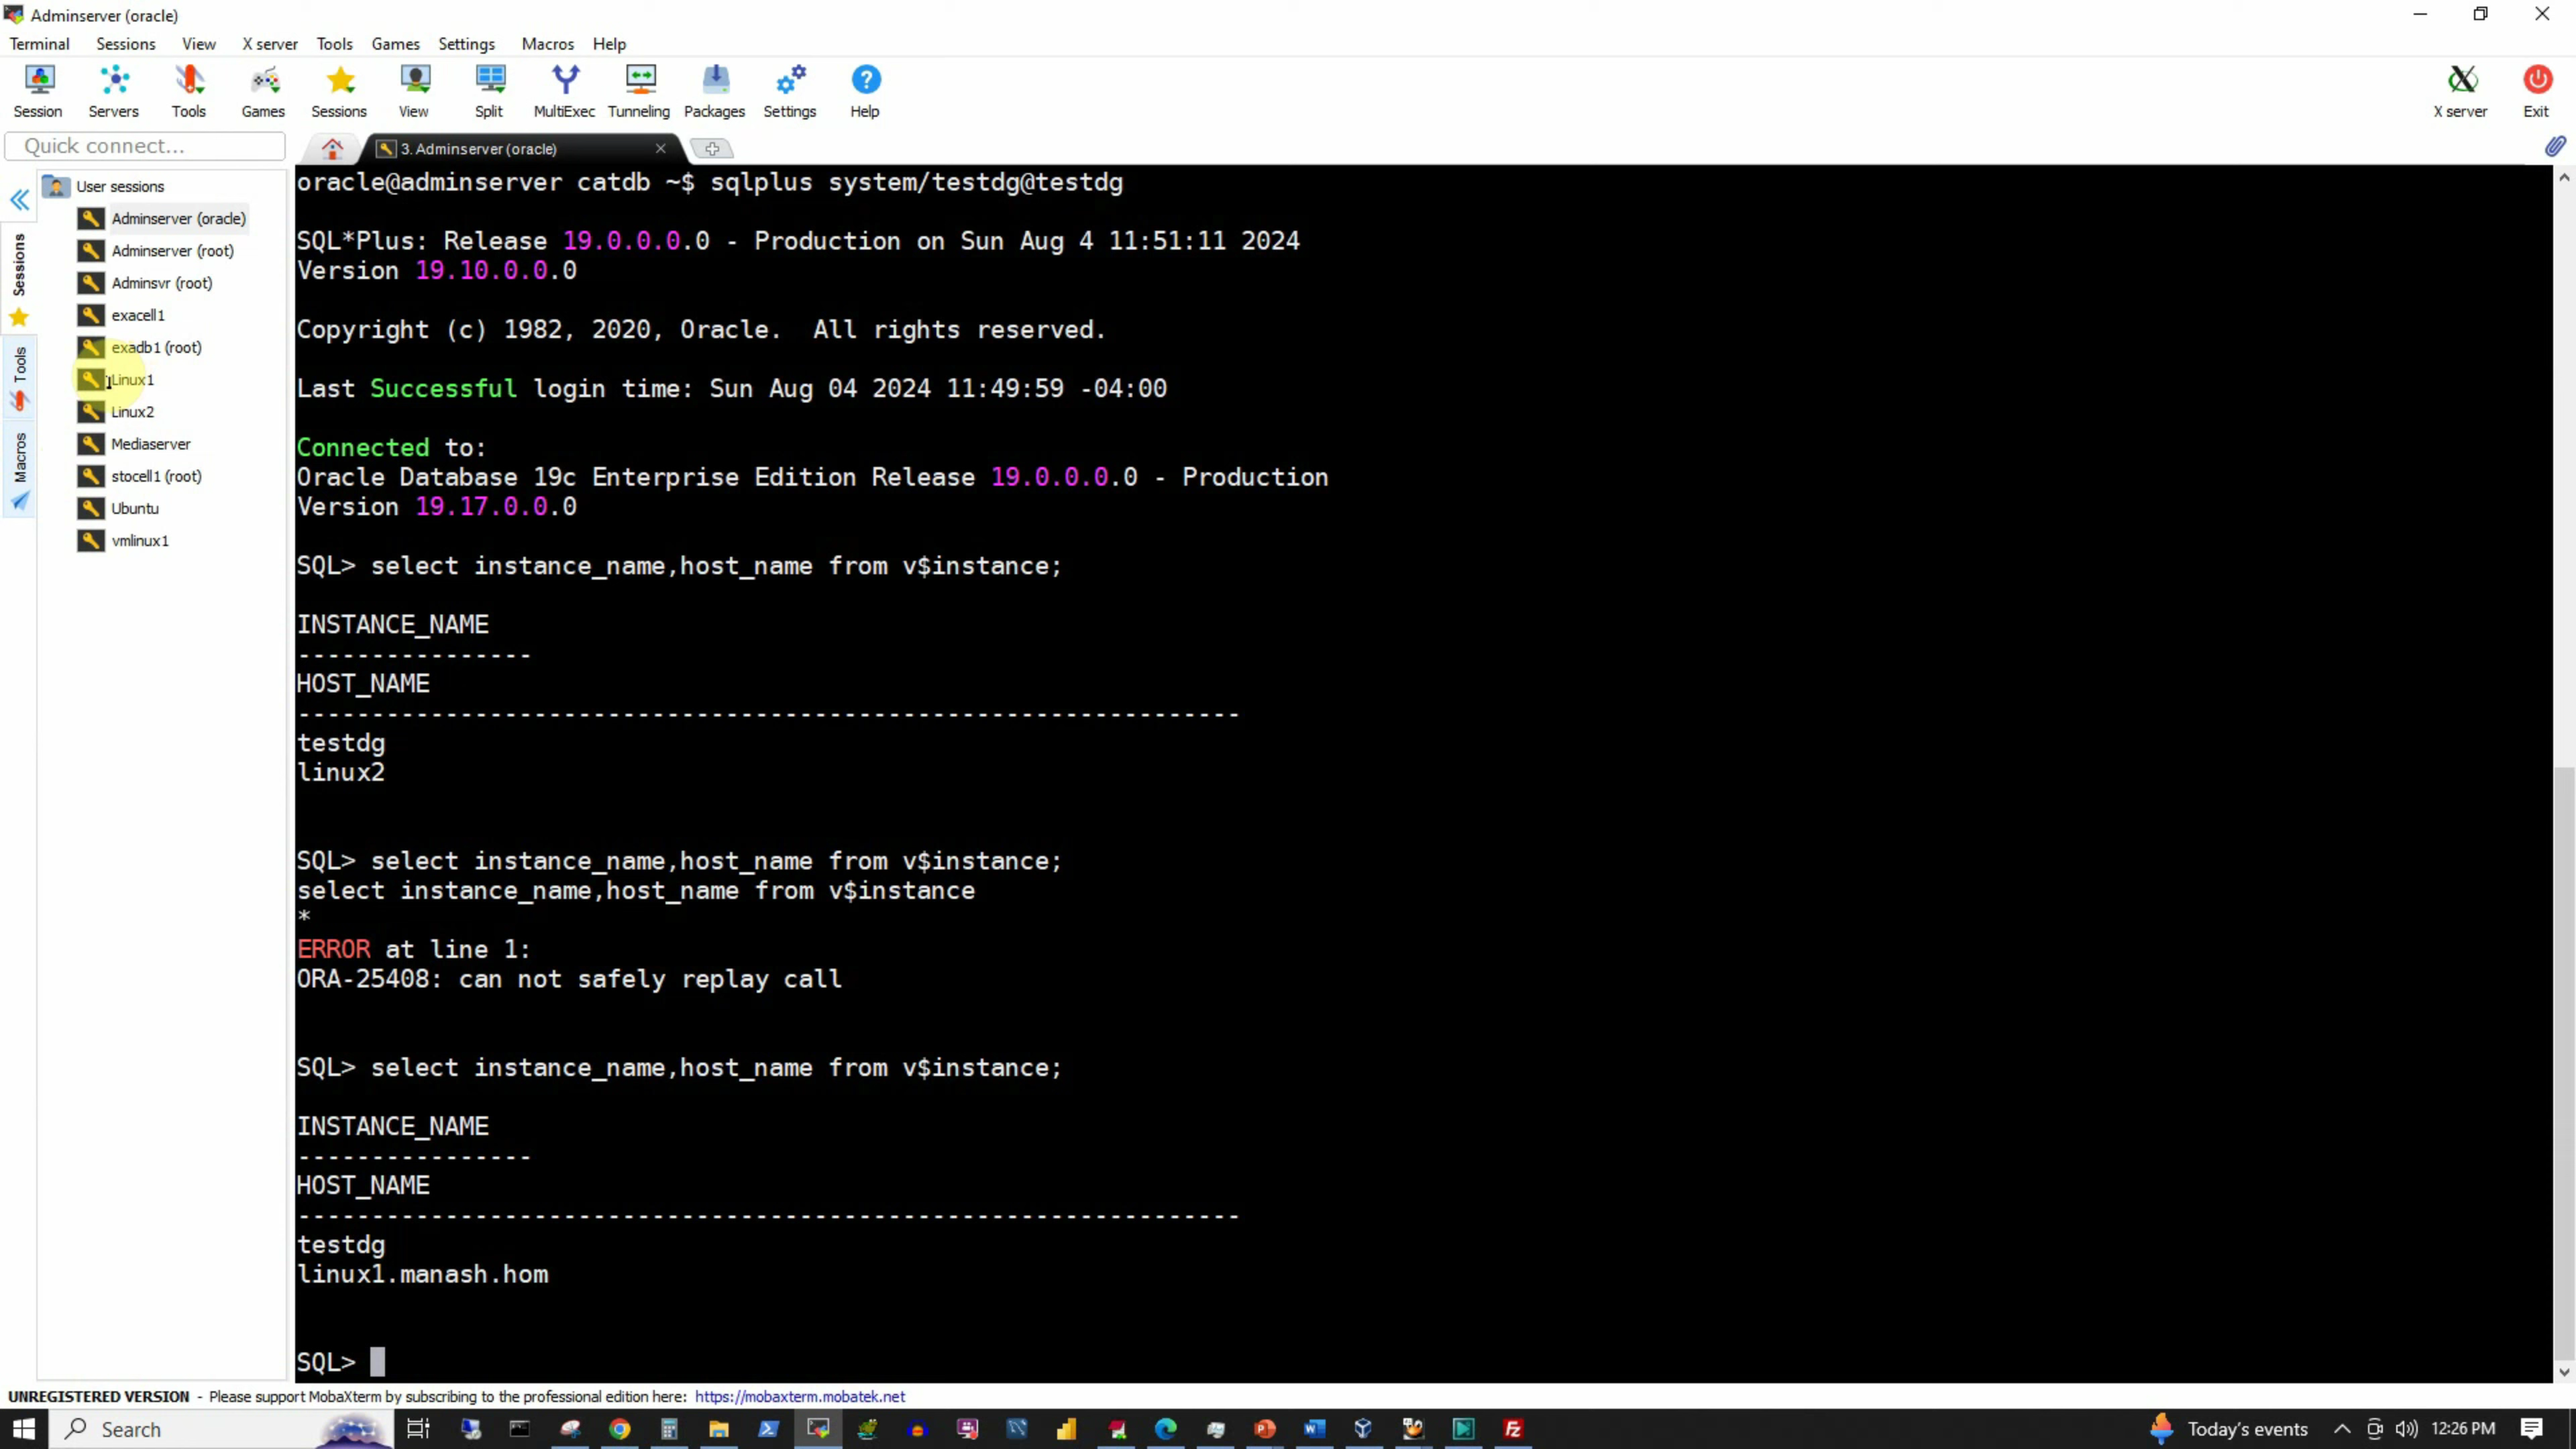 Adminserver (oracle)
Terminal Sessions View X server Tools Games Settings Macros Help
Session Servers Tools Games Sessions View Split MultiExec Tunneling Packages Settings Help X server Exit
Quick connect...
3. Adminserver (oracle)
Sessions
Tools
Macros
User sessions
Adminserver (oracle)
Adminserver (root)
Adminsvr (root)
exacell1
exadb1 (root)
Linux1
Linux2
Mediaserver
stocell1 (root)
Ubuntu
vmlinux1
oracle@adminserver catdb ~$ sqlplus system/testdg@testdg
SQL*Plus: Release 19.0.0.0.0 - Production on Sun Aug 4 11:51:11 2024
Version 19.10.0.0.0
Copyright (c) 1982, 2020, Oracle.  All rights reserved.
Last Successful login time: Sun Aug 04 2024 11:49:59 -04:00
Connected to:
Oracle Database 19c Enterprise Edition Release 19.0.0.0.0 - Production
Version 19.17.0.0.0
SQL> select instance_name,host_name from v$instance;
INSTANCE_NAME
----------------
HOST_NAME
----------------------------------------------------------------
testdg
linux2
SQL> select instance_name,host_name from v$instance;
select instance_name,host_name from v$instance
*
ERROR at line 1:
ORA-25408: can not safely replay call
SQL> select instance_name,host_name from v$instance;
INSTANCE_NAME
----------------
HOST_NAME
----------------------------------------------------------------
testdg
linux1.manash.hom
SQL>
UNREGISTERED VERSION - Please support MobaXterm by subscribing to the professional edition here: https://mobaxterm.mobatek.net
Search
Today's events
12:26 PM